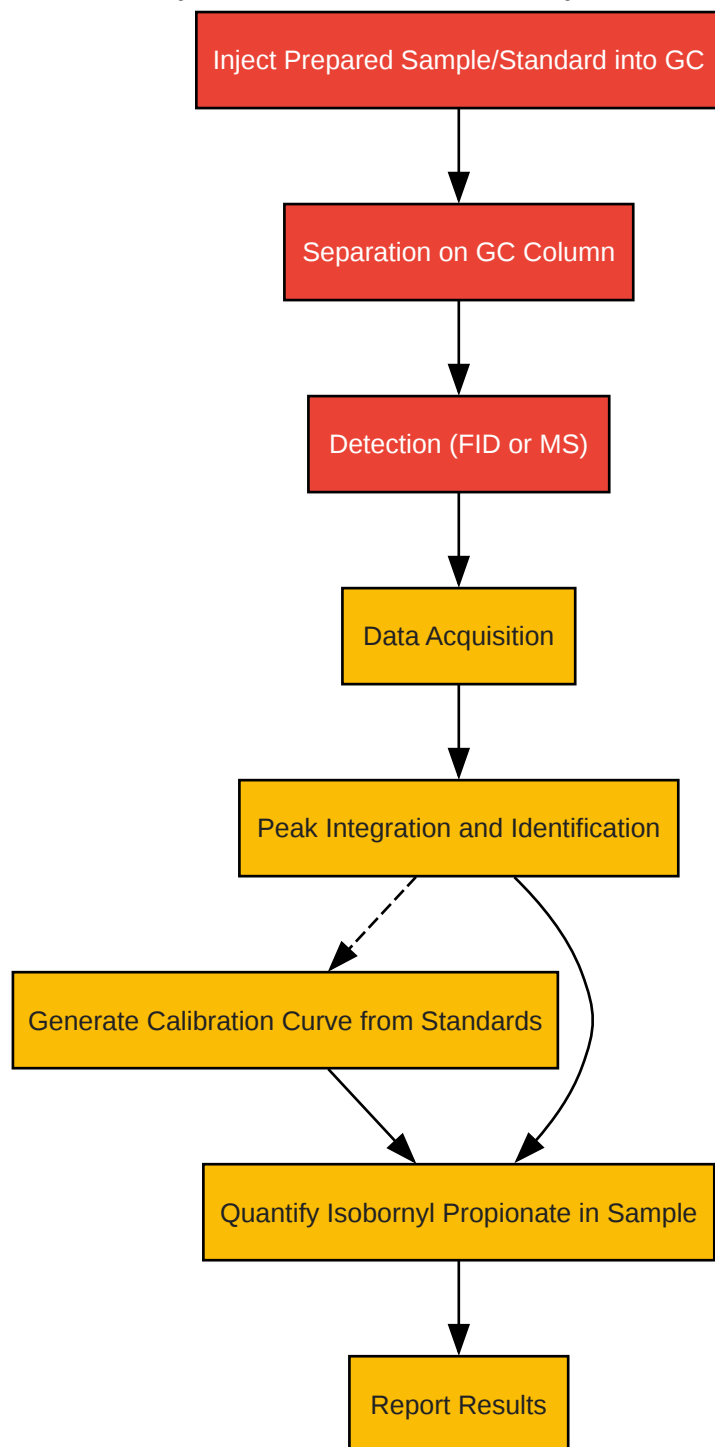 Inject Prepared Sample/Standard into GC
Separation on GC Column
Detection (FID or MS)
Data Acquisition
Peak Integration and Identification
Generate Calibration Curve from Standards
Quantify Isobornyl Propionate in Sample
Report Results